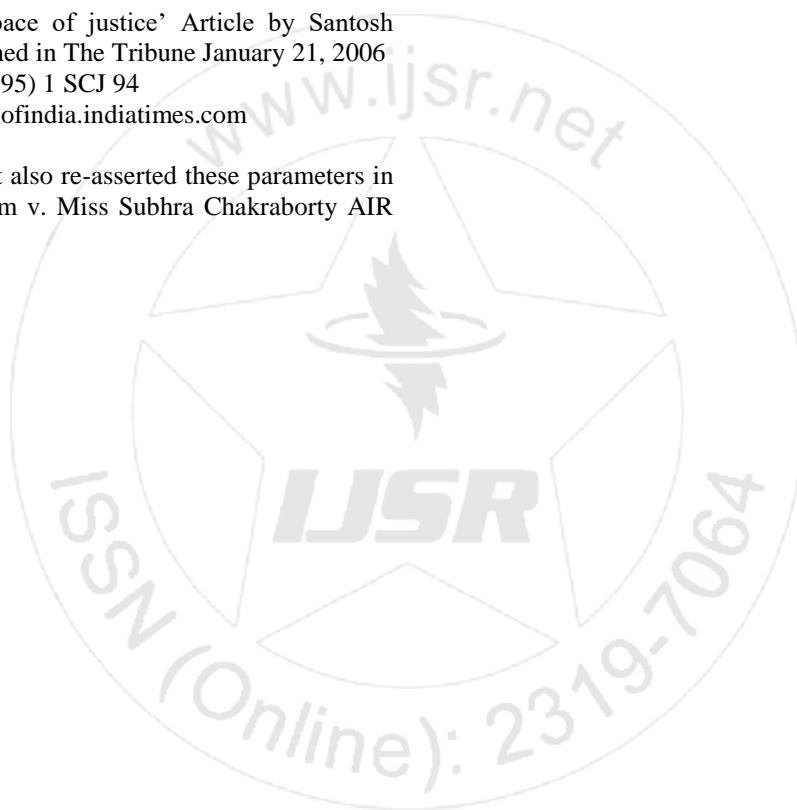 pace of justice’ Article by Santosh
ned in The Tribune January 21, 2006
95) 1 SCJ 94
ofindia.indiatimes.com
t also re-asserted these parameters in
m v. Miss Subhra Chakraborty AIR
www.ijsr.net
IJSR
ISSN (Online): 2319-7064